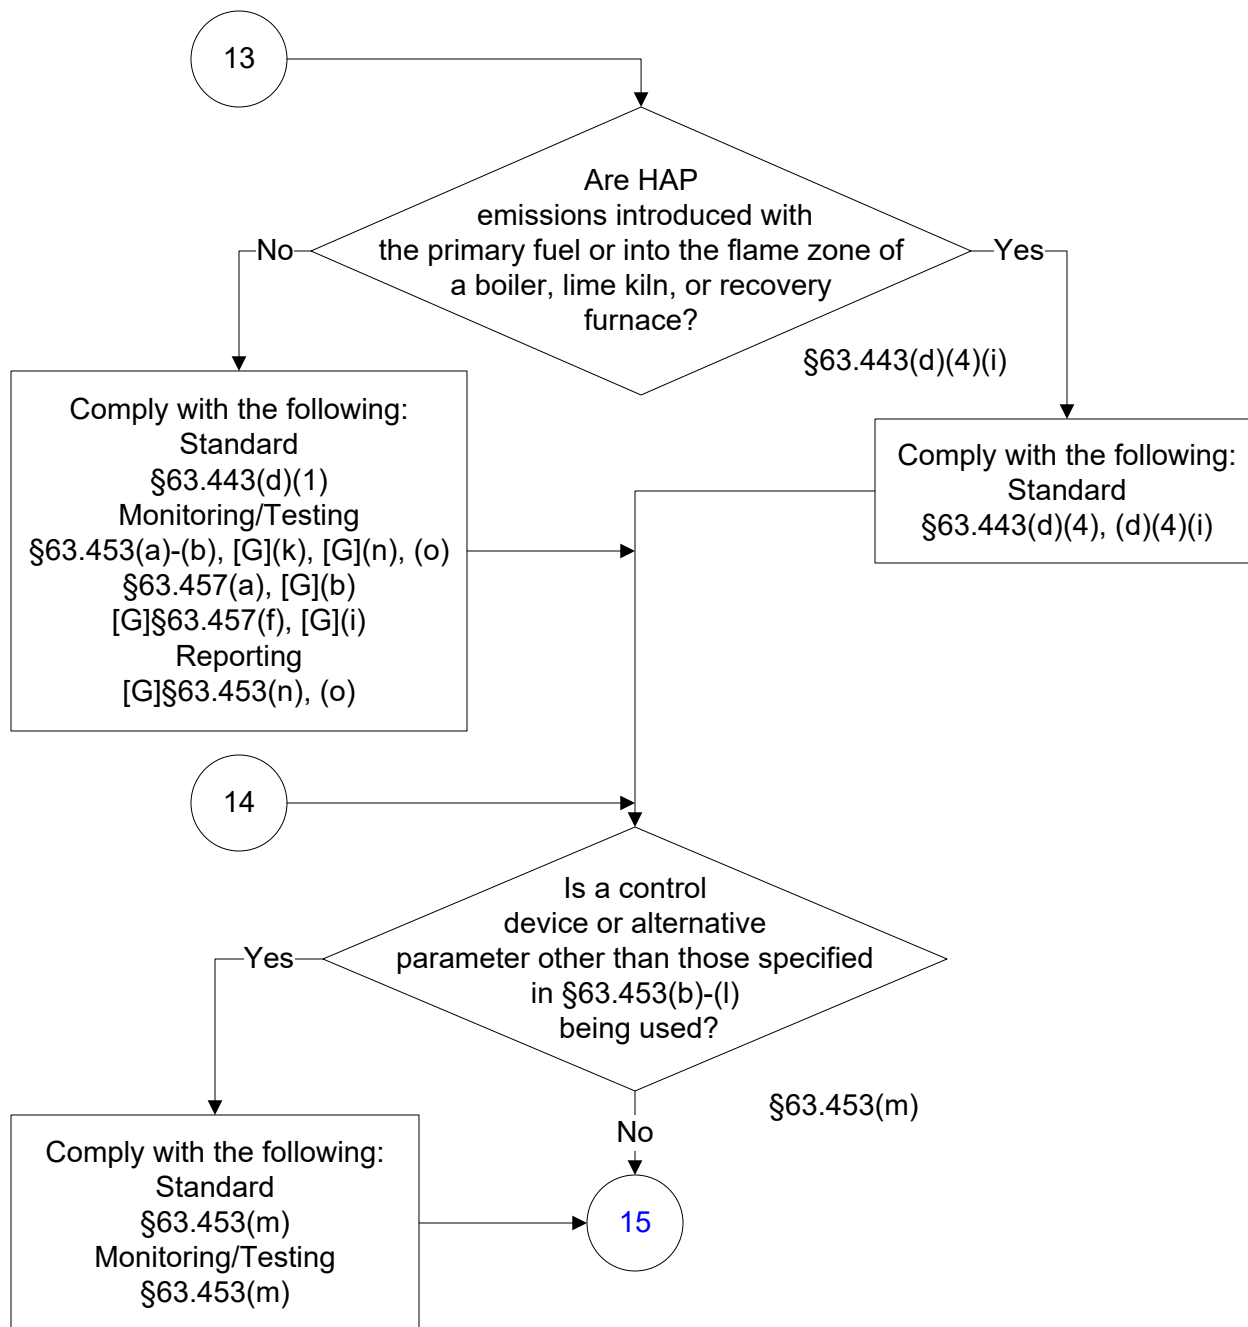 13
Are HAP
emissions introduced with
the primary fuel or into the flame zone of
a boiler, lime kiln, or recovery
furnace?
No
Yes
§63.443(d)(4)(i)
Comply with the following:
Standard
§63.443(d)(1)
Monitoring/Testing
§63.453(a)-(b), [G](k), [G](n), (o)
§63.457(a), [G](b)
[G]§63.457(f), [G](i)
Reporting
[G]§63.453(n), (o)
Comply with the following:
Standard
§63.443(d)(4), (d)(4)(i)
14
Is a control
device or alternative
parameter other than those specified
in §63.453(b)-(l)
being used?
Yes
§63.453(m)
No
Comply with the following:
Standard
§63.453(m)
Monitoring/Testing
§63.453(m)
15